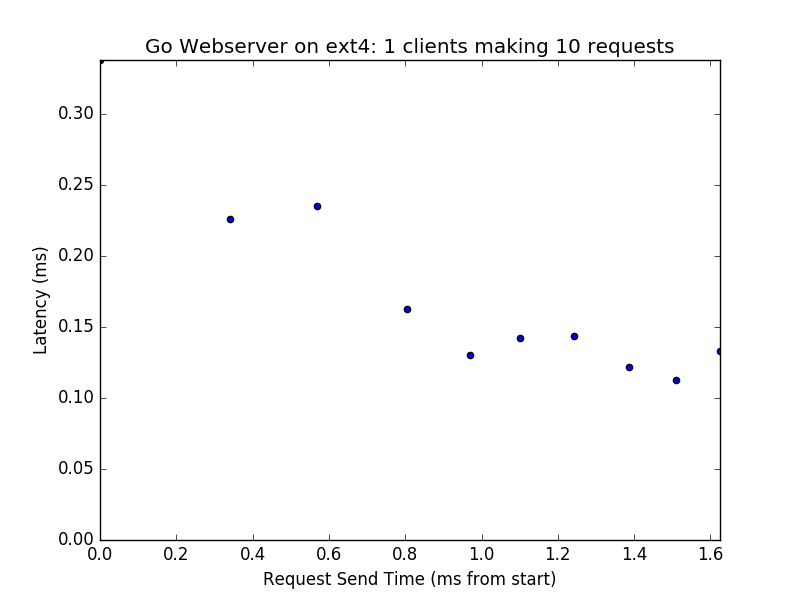 Go Webserver on ext4: 1 clients making 10 requests
0.30
0.25
0.20
0.15
0.10
0.05
0.00
Latency (ms)
0.0 0.2 0.4 0.6 0.8 1.0 1.2 1.4 1.6
Request Send Time (ms from start)